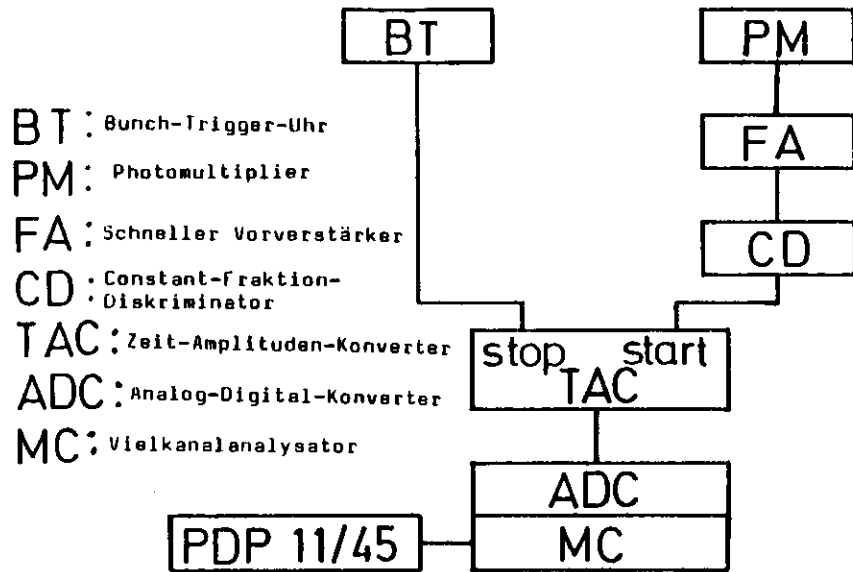 BT
PM
BT: Bunch-Trigger-Uhr
PM: Photomultiplier
FA: Schneller Vorverstärker
CD: Constant-Fraktion-
Diskriminator
TAC: Zeit-Amplituden-Konverter
ADC: Analog-Digital-Konverter
MC: Vielkanalanalysator
FA
CD
stop start
TAC
ADC
MC
PDP 11/45